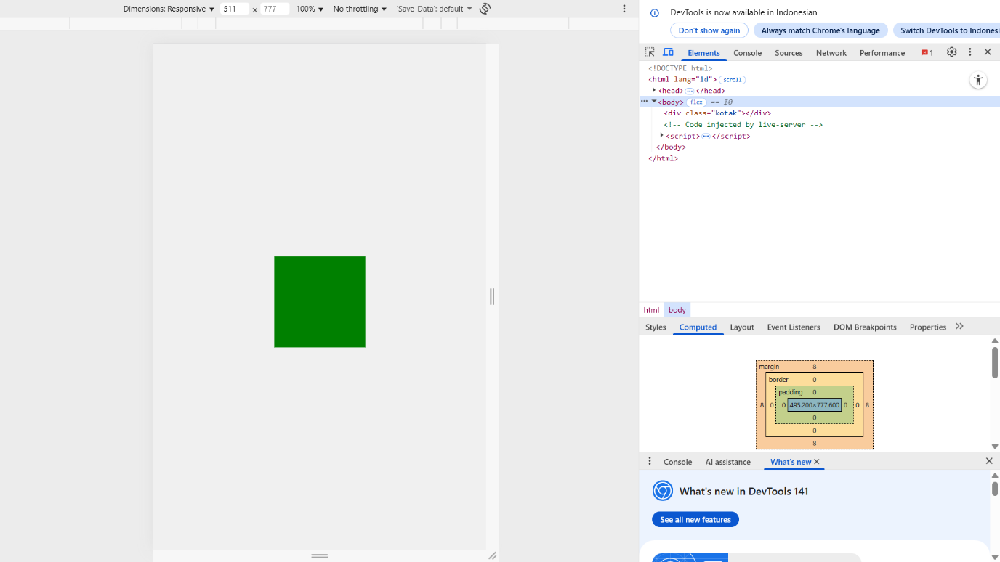 Dimensions: Responsive ▼ 511 × 777 100% ▼ No throttling ▼ 'Save-Data': default ▼
DevTools is now available in Indonesian
Don't show again Always match Chrome's language Switch DevTools to Indonesi
Elements Console Sources Network Performance 1
<!DOCTYPE html>
<html lang="id"> scroll
<head> ⋯ </head>
⋯ <body> flex == $0
<div class="kotak"></div>
<!-- Code injected by live-server -->
<script> ⋯ </script>
</body>
</html>
html body
Styles Computed Layout Event Listeners DOM Breakpoints Properties
margin 8
border 0
padding 0
8 0 0 495.200×777.600 0 0 8
0
0
8
Console AI assistance What's new ×
What's new in DevTools 141
See all new features